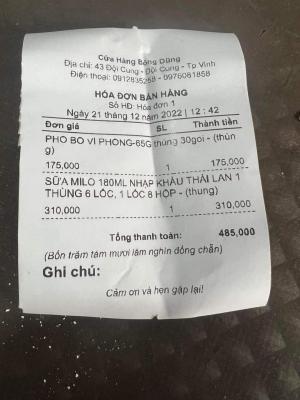 Cửa Hàng Bông Dũng
Địa chỉ: 43 Đội Cung - Đội Cung - Tp Vinh
Điện thoại: 0912835268 - 0976081858
HÓA ĐƠN BÁN HÀNG
Số HĐ: Hóa đơn 1
Ngày 21 tháng 12 năm 2022 | 12 : 42
Đơn giá SL Thành tiền
PHO BO VI PHONG-65G thùng 30gói - (thùn
g)
175,000 1 175,000
SỮA MILO 180ML NHẠP KHẨU THÁI LAN 1
THÙNG 6 LỐC, 1 LỐC 8 HỘP - (thung)
310,000 1 310,000
Tổng thanh toán: 485,000
(Bốn trăm tám mươi lăm nghìn đồng chẵn)
Ghi chú:
Cảm ơn và hẹn gặp lại!